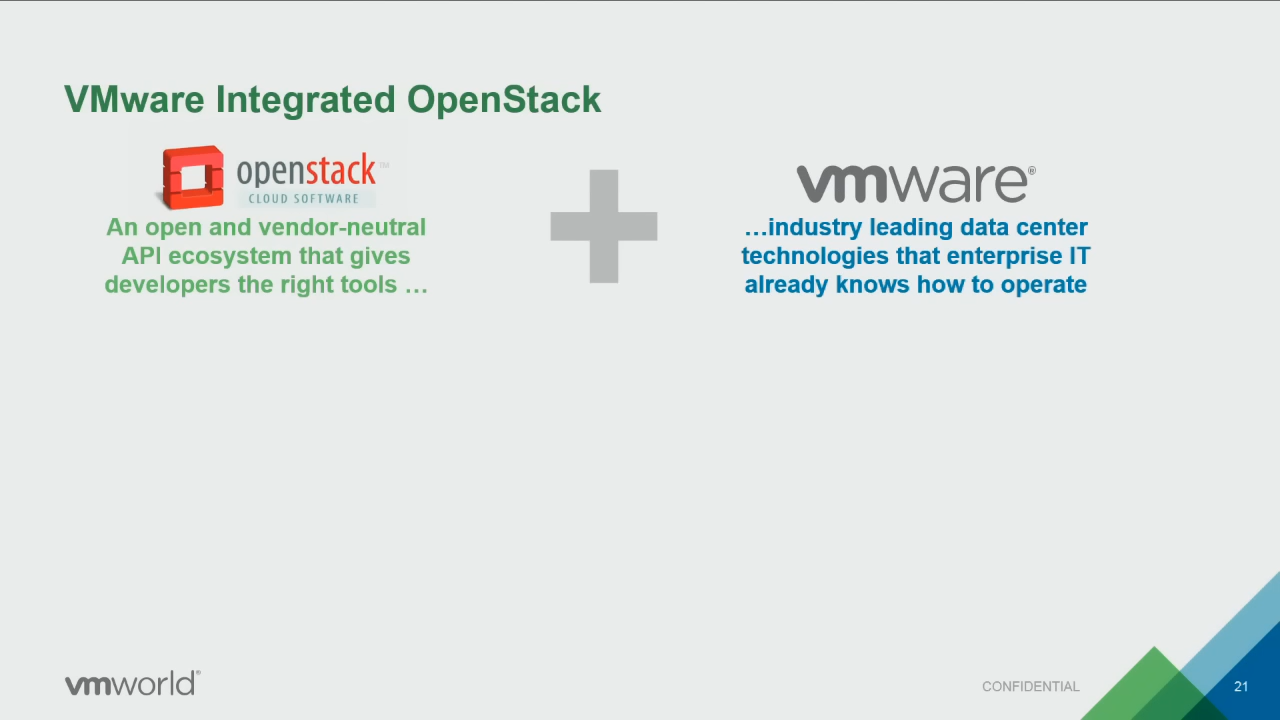 VMware Integrated OpenStack
openstack™
CLOUD SOFTWARE
An open and vendor-neutral
API ecosystem that gives
developers the right tools …
vmware®
…industry leading data center
technologies that enterprise IT
already knows how to operate
vmworld®
CONFIDENTIAL
21